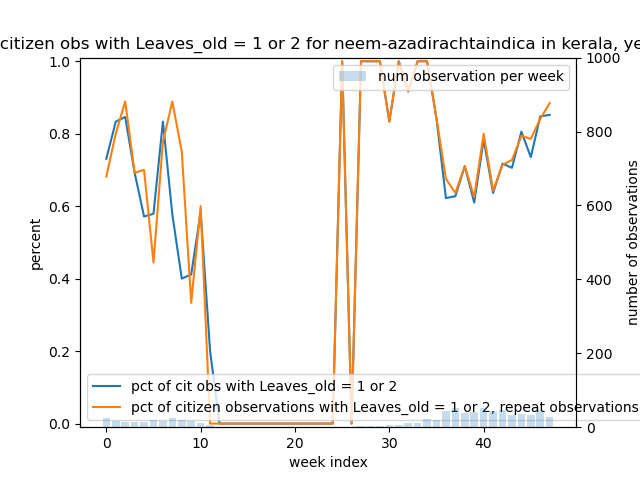 citizen obs with Leaves_old = 1 or 2 for neem-azadirachtaindica in kerala, ye
num observation per week
percent
1.0
0.8
0.6
0.4
0.2
0.0
1000
800
600
400
200
0
number of observations
pct of cit obs with Leaves_old = 1 or 2
pct of citizen observations with Leaves_old = 1 or 2, repeat observations
0
10
20
30
40
week index